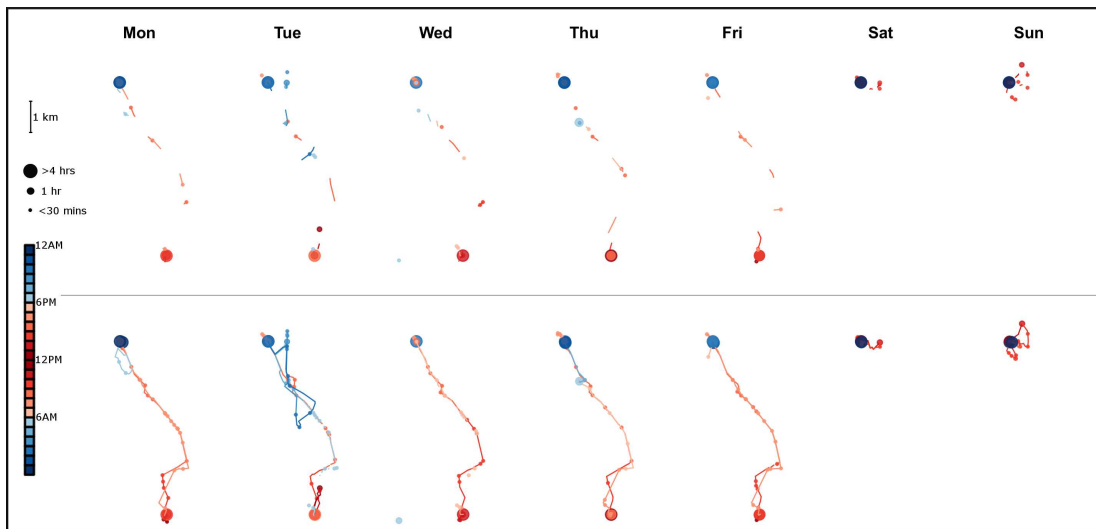 Mon Tue Wed Thu Fri Sat Sun
1 km
>4 hrs
1 hr
<30 mins
12AM
6PM
12PM
6AM